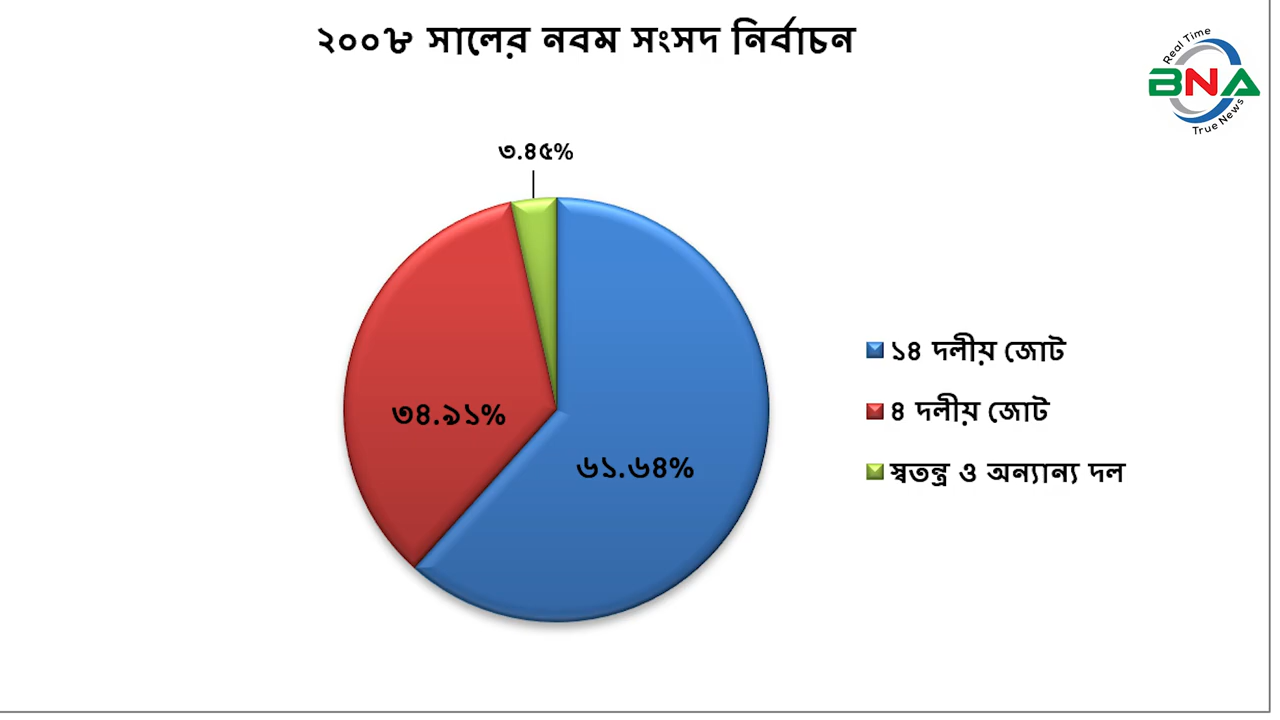 ২০০৮ সালের নবম সংসদ নির্বাচন
Real Time
BNA
True News
৩.৪৫%
৩৪.৯১%
৬১.৬৪%
১৪ দলীয় জোট
৪ দলীয় জোট
স্বতন্ত্র ও অন্যান্য দল